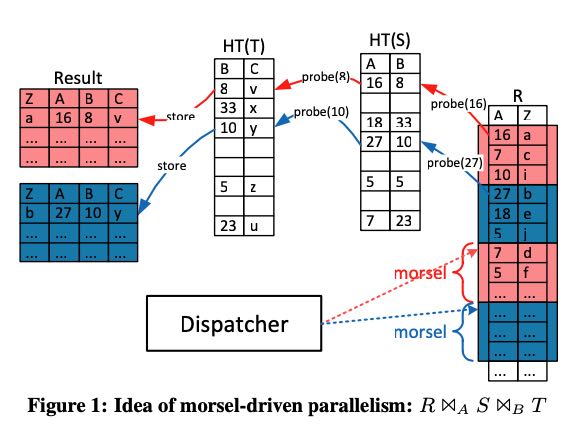 Result
Z A B C
a 16 8 v
... ... ... ...
... ... ... ...
Z A B C
b 27 10 y
... ... ... ...
... ... ... ...
store
store
HT(T)
B C
8 v
33 x
10 y
5 z
23 u
probe(8)
probe(10)
HT(S)
A B
16 8
18 33
27 10
5 5
7 23
probe(16)
probe(27)
R
A Z
16 a
7 c
10 i
27 b
18 e
5 j
7 d
5 f
... ...
... ...
... ...
... ...
... ...
morsel
morsel
Dispatcher
Figure 1: Idea of morsel-driven parallelism: R ⋈A S ⋈B T